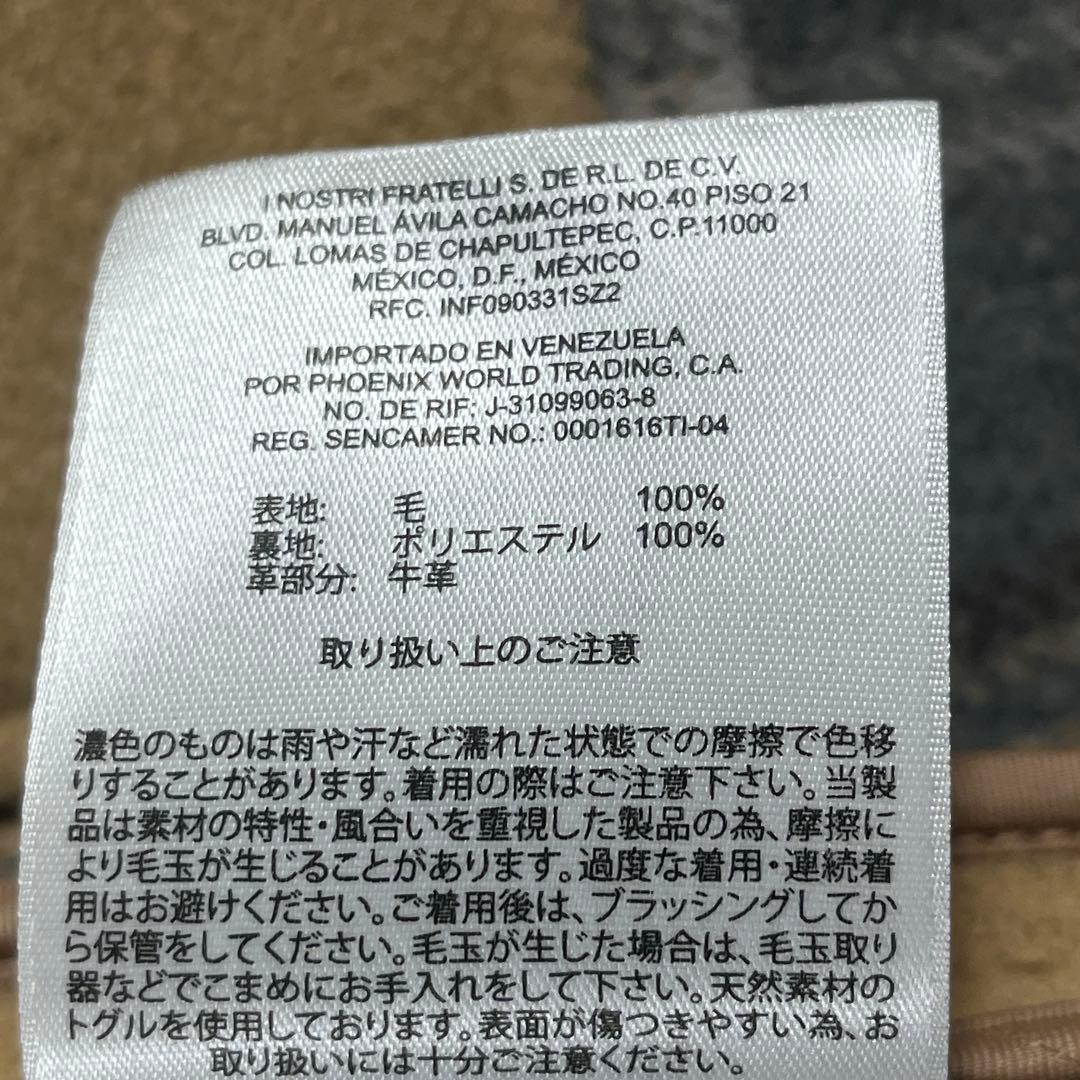 I NOSTRI FRATELLI S. DE R.L. DE C.V.
BLVD. MANUEL ÁVILA CAMACHO NO.40 PISO 21
COL. LOMAS DE CHAPULTEPEC, C.P.11000
MÉXICO, D.F., MÉXICO
RFC. INF090331SZ2
IMPORTADO EN VENEZUELA
POR PHOENIX WORLD TRADING, C.A.
NO. DE RIF: J-31099063-8
REG. SENCAMER NO.: 0001616TI-04
表地: 毛 100%
裏地: ポリエステル 100%
革部分: 牛革
取り扱い上のご注意
濃色のものは雨や汗など濡れた状態での摩擦で色移
りすることがあります。着用の際はご注意下さい。当製
品は素材の特性・風合いを重視した製品の為、摩擦に
より毛玉が生じることがあります。過度な着用・連続着
用はお避けください。ご着用後は、ブラッシングしてか
ら保管をしてください。毛玉が生じた場合は、毛玉取り
器などでこまめにお手入れをして下さい。天然素材の
トグルを使用しております。表面が傷つきやすい為、お
取り扱いには十分ご注意ください。